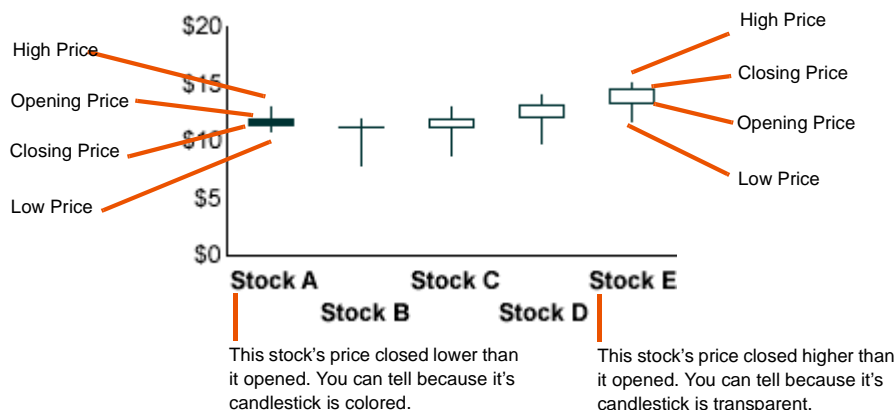 $20
High Price
High Price
$15
Closing Price
Opening Price
Opening Price
$10
Closing Price
Low Price
Low Price
$5
$0
Stock A
Stock C
Stock E
Stock B
Stock D
This stock’s price closed lower than
it opened. You can tell because it’s
candlestick is colored.
This stock’s price closed higher than
it opened. You can tell because it’s
candlestick is transparent.